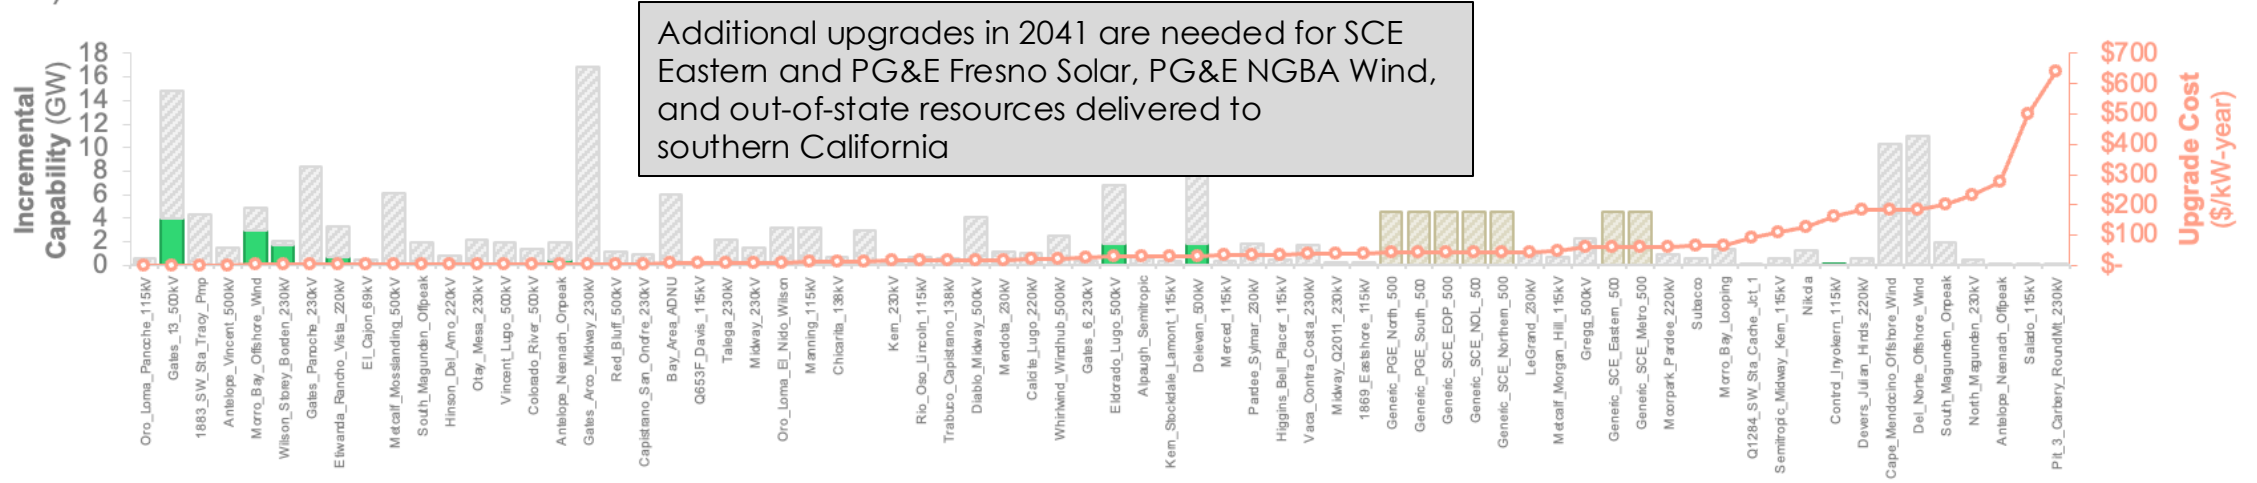 Additional upgrades in 2041 are needed for SCE
Eastern and PG&E Fresno Solar, PG&E NGBA Wind,
and out-of-state resources delivered to
southern California
Incremental
Capability (GW)
18
16
14
12
10
8
6
4
2
0
$700
$600
$500
$400
$300
$200
$100
$-
Upgrade Cost
($/kW-year)
Oro_Loma_Panoche_115kV
Gates_13_500kV
1883_SW_Sta_Tracy_Pmp
Antelope_Vincent_500kV
Morro_Bay_Offshore_Wind
Wilson_Storey_Borden_230kV
Gates_Panoche_230kV
Etiwanda_Rancho_Vista_220kV
El_Cajon_69kV
Metcalf_Mosslanding_500kV
South_Magunden_Offpeak
Hinson_Del_Amo_220kV
Otay_Mesa_230kV
Vincent_Lugo_500kV
Colorado_River_500kV
Antelope_Neenach_Onpeak
Gates_Arco_Midway_230kV
Red_Bluff_500kV
Capistrano_San_Onofre_230kV
Bay_Area_ADNU
Q653F_Davis_115kV
Talega_230kV
Midway_230kV
Oro_Loma_El_Nido_Wilson
Manning_115kV
Chicarita_138kV
Kern_230kV
Rio_Oso_Lincoln_115kV
Trabuco_Capistrano_138kV
Diablo_Midway_500kV
Mendota_230kV
Calcite_Lugo_220kV
Whirlwind_Windhub_500kV
Gates_6_230kV
Eldorado_Lugo_500kV
Alpaugh_Semitropic
Kern_Stockdale_Lamont_115kV
Delevan_500kV
Merced_115kV
Pardee_Sylmar_230kV
Higgins_Bell_Placer_115kV
Vaca_Contra_Costa_230kV
Midway_Q2011_230kV
1869_Eastshore_115kV
Generic_PGE_North_500
Generic_PGE_South_500
Generic_SCE_EOP_500
Generic_SCE_NOL_500
Generic_SCE_Northern_500
LeGrand_230kV
Metcalf_Morgan_Hill_115kV
Gregg_500kV
Generic_SCE_Eastern_500
Generic_SCE_Metro_500
Moorpark_Pardee_220kV
Subacco
Morro_Bay_Looping
Q1284_SW_Sta_Cache_Jct_1
Semitropic_Midway_Kern_115kV
Nikola
Control_Inyokern_115kV
Devers_Julian_Hinds_220kV
Cape_Mendocino_Offshore_Wind
Del_Norte_Offshore_Wind
South_Magunden_Onpeak
North_Magunden_230kV
Antelope_Neenach_Offpeak
Salado_115kV
Pit_3_Carberry_RoundMt_230kV